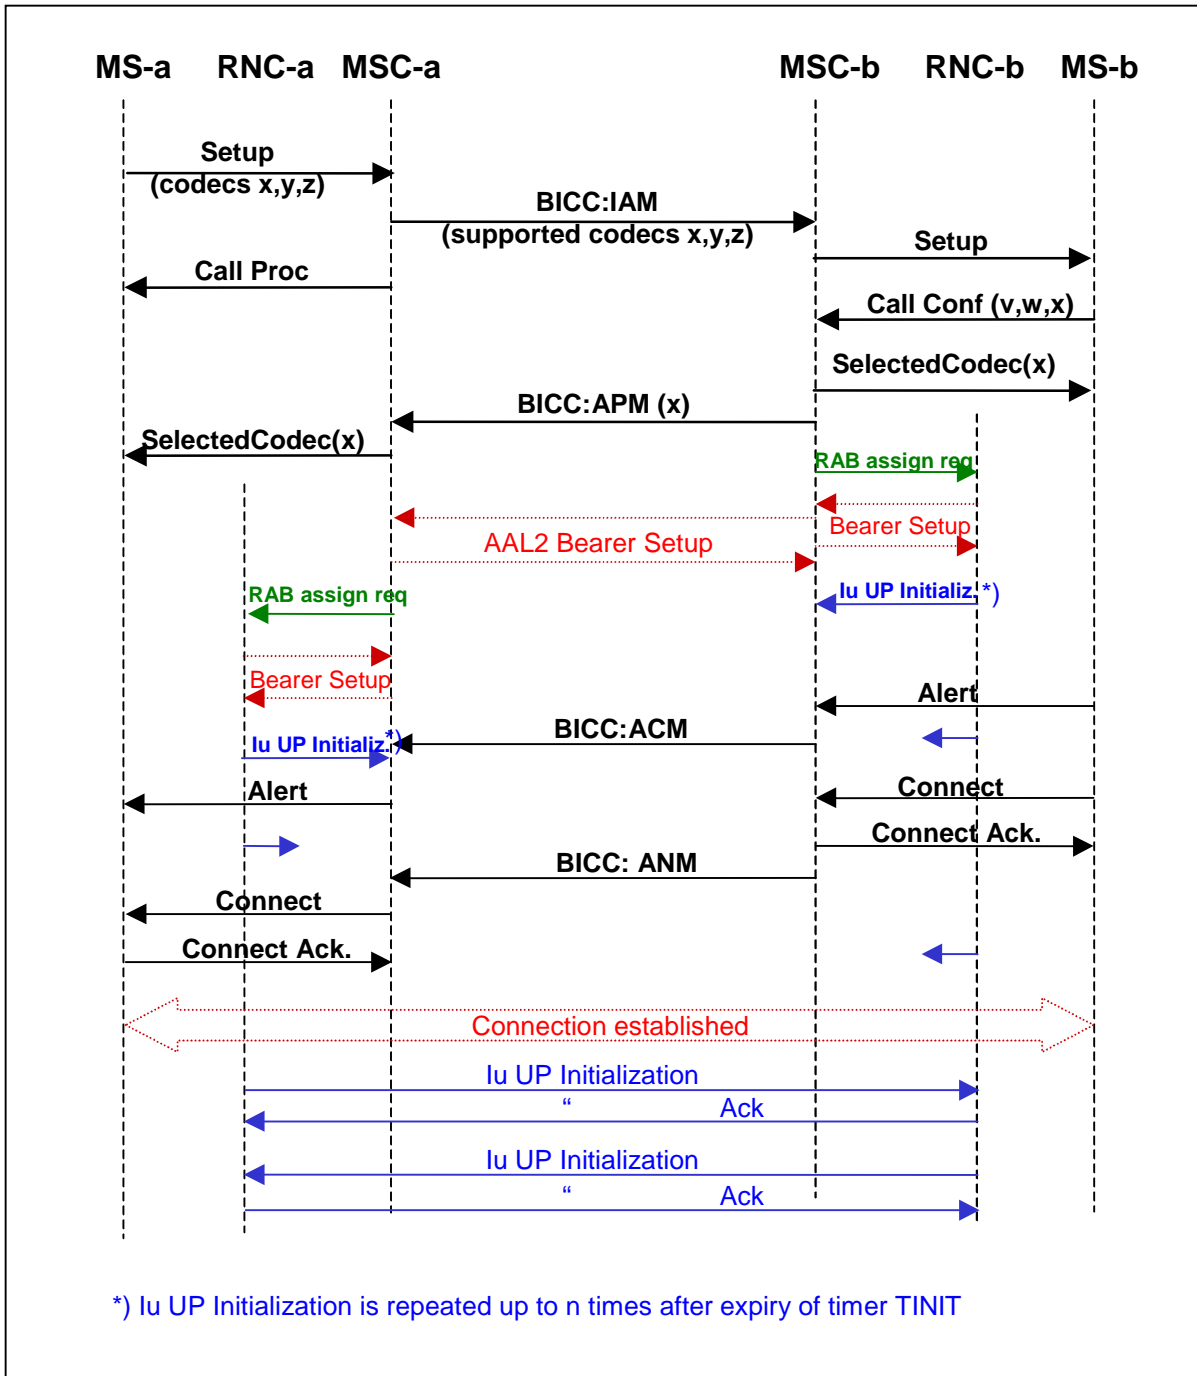 MS-a RNC-a MSC-a MSC-b RNC-b MS-b
Setup
(codecs x,y,z)
BICC:IAM
(supported codecs x,y,z)
Setup
Call Proc
Call Conf (v,w,x)
SelectedCodec(x)
BICC:APM (x)
SelectedCodec(x)
RAB assign req
Bearer Setup
AAL2 Bearer Setup
RAB assign req
Iu UP Initializ. *)
Bearer Setup
Alert
BICC:ACM
Iu UP Initializ.*)
Alert
Connect
Connect Ack.
BICC: ANM
Connect
Connect Ack.
Connection established
Iu UP Initialization
“ Ack
Iu UP Initialization
“ Ack
*) Iu UP Initialization is repeated up to n times after expiry of timer TINIT